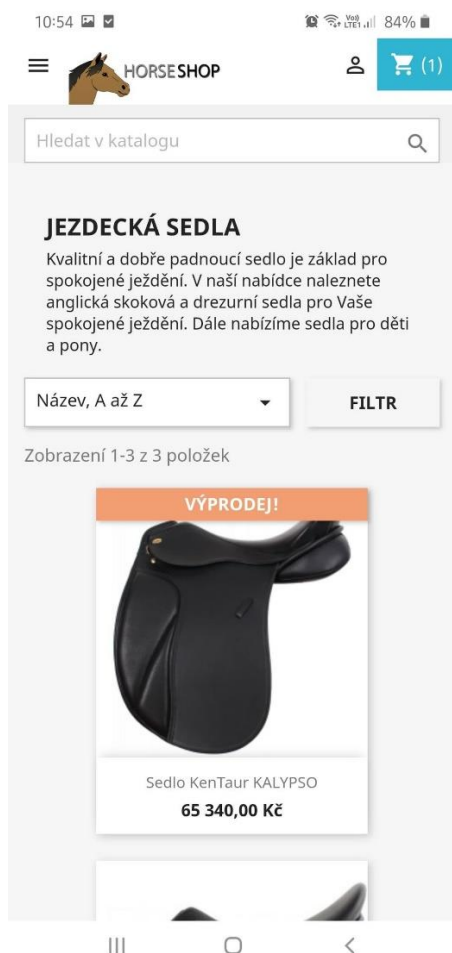 10:54
Vo))
LTE1
84%
HORSESHOP
(1)
Hledat v katalogu
JEZDECKÁ SEDLA
Kvalitní a dobře padnoucí sedlo je základ pro
spokojené ježdění. V naší nabídce naleznete
anglická skoková a drezurní sedla pro Vaše
spokojené ježdění. Dále nabízíme sedla pro děti
a pony.
Název, A až Z
FILTR
Zobrazení 1-3 z 3 položek
VÝPRODEJ!
Sedlo KenTaur KALYPSO
65 340,00 Kč